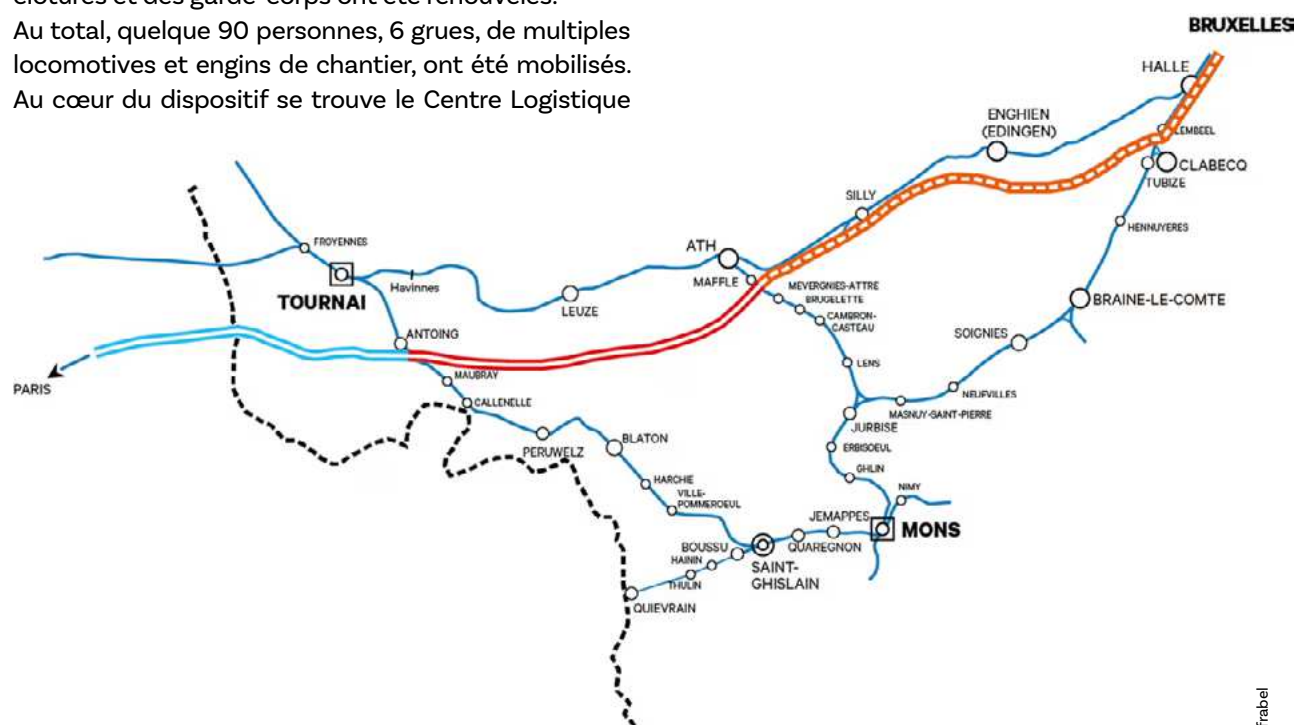 clôtures et des garde-corps ont été renouvelés.
Au total, quelque 90 personnes, 6 grues, de multiples
locomotives et engins de chantier, ont été mobilisés.
Au cœur du dispositif se trouve le Centre Logistique
BRUXELLES
HALLE
LEMBEEL
ENGHIEN
(EDINGEN)
CLABECQ
TUBIZE
SILLY
HENNUYERES
FROYENNES
ATH
TOURNAI
Havinnes
MAFFLE
MEVERGNIES-ATTRE
BRUGELETTE
LEUZE
CAMBRON-
CASTEAU
BRAINE-LE-COMTE
ANTOING
SOIGNIES
LENS
MAUBRAY
PARIS
CALLENELLE
NEUFVILLES
MASNUY-SAINT-PIERRE
JURBISE
PERUWELZ
BLATON
ERBISOEUL
HARCHIE
GHLIN
VILLE-
POMMEROEUL
NIMY
JEMAPPES
MONS
BOUSSU
QUAREGNON
HAININ
SAINT-
GHISLAIN
THULIN
QUIEVRAIN